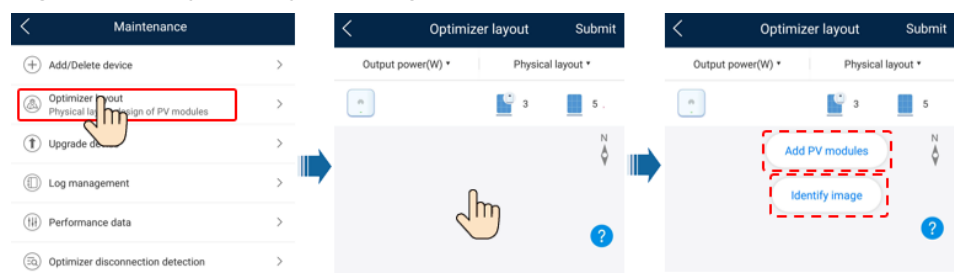 Maintenance
Add/Delete device
Optimizer layout
Physical layout design of PV modules
Upgrade device
Log management
Performance data
Optimizer disconnection detection
Optimizer layout Submit
Output power(W) Physical layout
3 5
N
?
Optimizer layout Submit
Output power(W) Physical layout
3 5
N
Add PV modules
Identify image
?